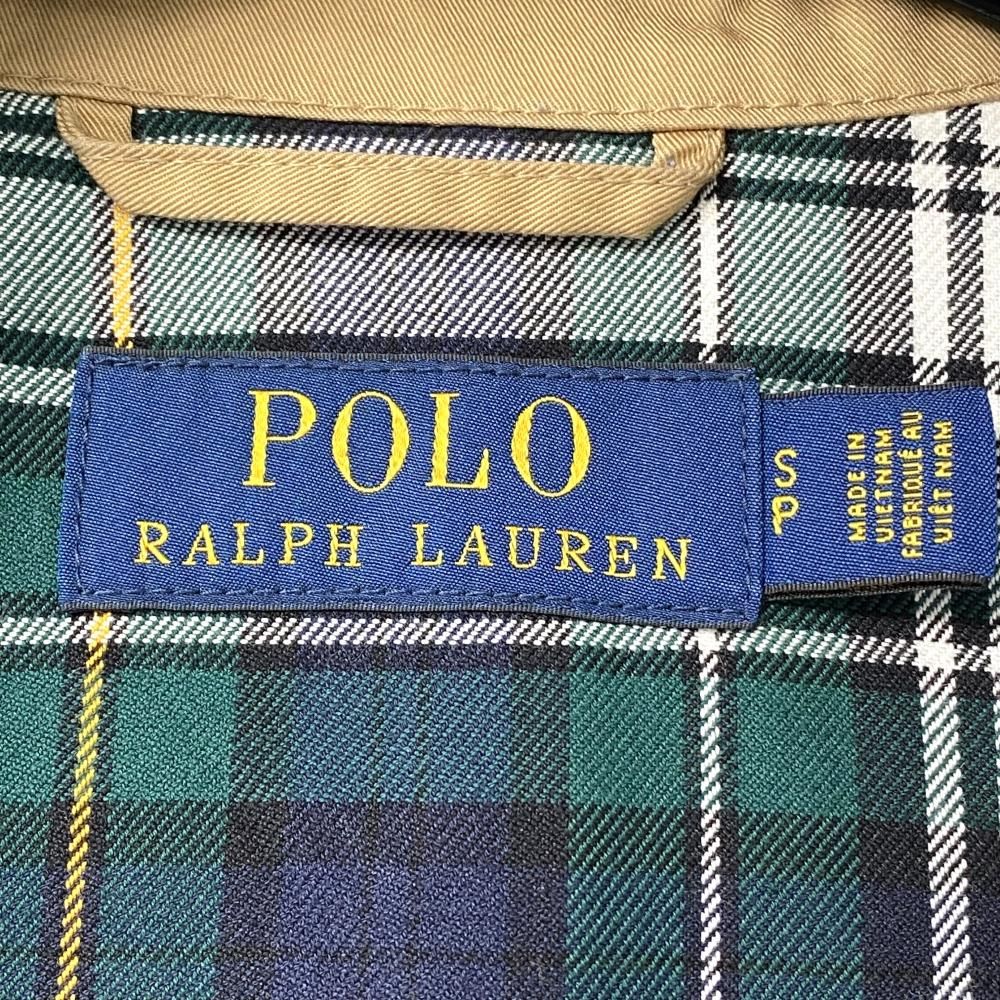 POLO
RALPH LAUREN
S
P
MADE IN
VIETNAM
FABRIQUÉ AU
VIÊT NAM